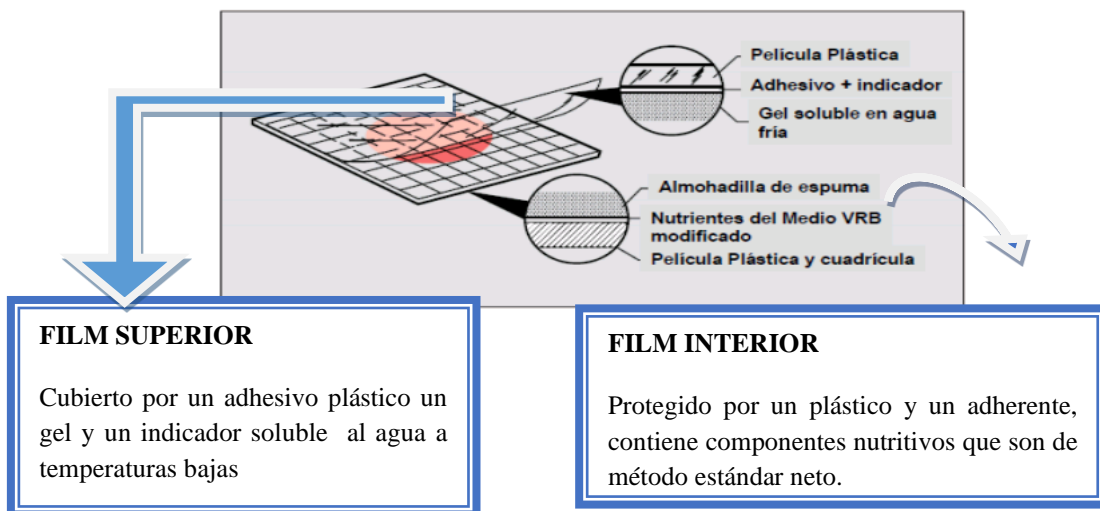 Película Plástica
Adhesivo + indicador
Gel soluble en agua
fría
Almohadilla de espuma
Nutrientes del Medio VRB
modificado
Película Plástica y cuadrícula
FILM SUPERIOR
Cubierto por un adhesivo plástico un
gel y un indicador soluble al agua a
temperaturas bajas
FILM INTERIOR
Protegido por un plástico y un adherente,
contiene componentes nutritivos que son de
método estándar neto.